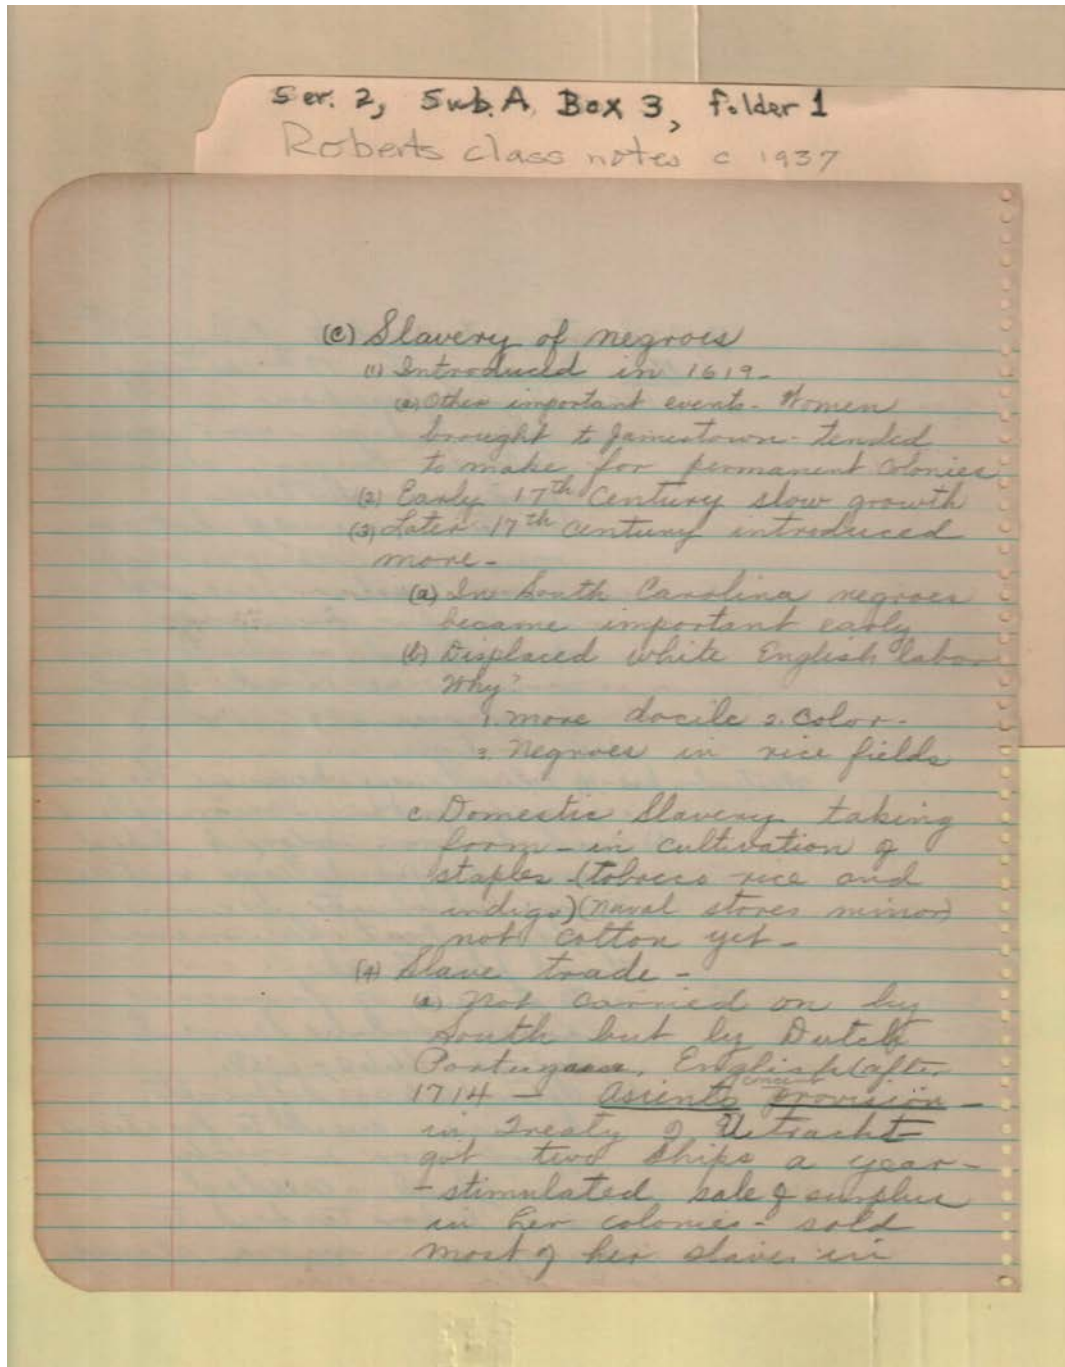 Ser. 2, Sub. A, Box 3, folder 1
Roberts class notes c 1937
(C) Slavery of negroes
(1) Introduced in 1619-
(a) Other important events- Women
brought to Jamestown- tended
to make for permanent colonies
(2) Early 17th Century slow growth
(3) Later 17th Century introduced
more-
(a) In South Carolina negroes
became important early
(b) Displaced white English labor
Why?
1. more docile 2. Color-
3. Negroes in rice fields
c. Domestic Slavery taking
form - in cultivation of
staples (tobacco rice and
indigo) (naval stores minor)
not cotton yet-
(4) Slave trade-
(a) Not carried on by
South but by Dutch
English (after
1714 - Asiento provision-
in Treaty of Utracht-
got two ships a year-
- stimulated sale of surplus
in her colonies- sold
most of her slaves in